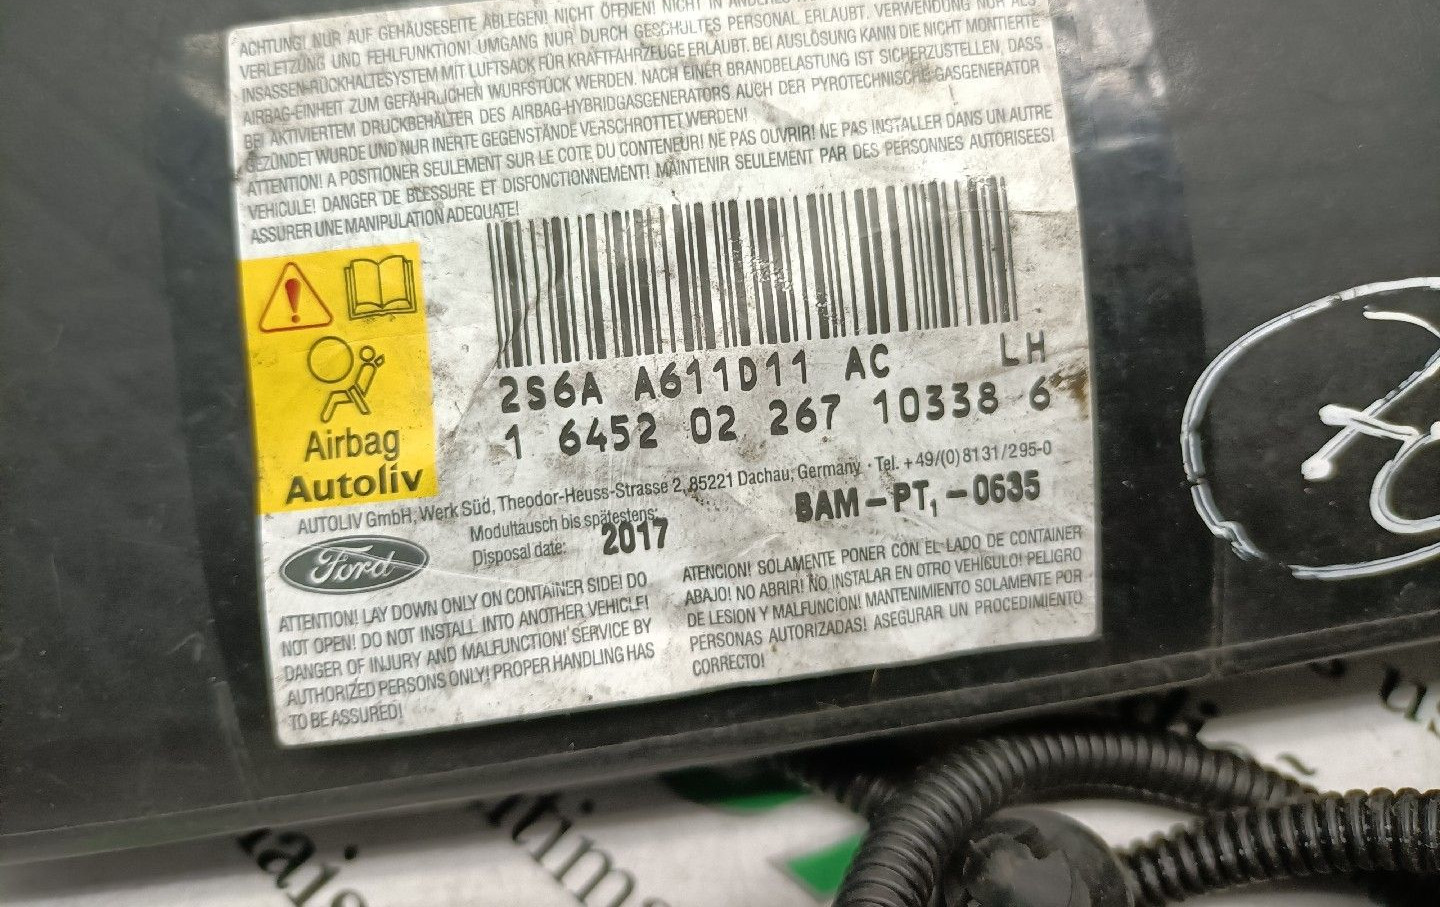 ACHTUNG! NUR AUF GEHÄUSESEITE ABLEGEN! NICHT ÖFFNEN! NICHT IN
VERLETZUNG UND FEHLFUNKTION! UMGANG NUR DURCH GESCHULTES PERSONAL ERLAUBT. VERWENDUNG NUR ALS
INSASSEN-RÜCKHALTESYSTEM MIT LUFTSACK FÜR KRAFTFAHRZEUGE ERLAUBT. BEI AUSLÖSUNG KANN DIE NICHT MONTIERTE
AIRBAG-EINHEIT ZUM GEFÄHRLICHEN WURFSTÜCK WERDEN. NACH EINER BRANDBELASTUNG IST SICHERZUSTELLEN, DASS
BEI AKTIVIERTEM DRUCKBEHÄLTER DES AIRBAG-HYBRIDGASGENERATORS AUCH DER PYROTECHNISCHE GASGENERATOR
GEZÜNDET WURDE UND NUR INERTE GEGENSTÄNDE VERSCHROTTET WERDEN!
ATTENTION! A POSITIONER SEULEMENT SUR LE COTE DU CONTENEUR! NE PAS OUVRIR! NE PAS INSTALLER DANS UN AUTRE
VEHICULE! DANGER DE BLESSURE ET DISFONCTIONNEMENT! MAINTENIR SEULEMENT PAR DES PERSONNES AUTORISEES!
ASSURER UNE MANIPULATION ADEQUATE!
2S6A A611D11 AC LH
1 6452 02 267 10338 6
Airbag
Autoliv
AUTOLIV GmbH, Werk Süd, Theodor-Heuss-Strasse 2, 85221 Dachau, Germany · Tel. +49/(0) 8131/295-0
Modultausch bis spätestens:
Disposal date: 2017
BAM-PT₁-0635
Ford
ATTENTION! LAY DOWN ONLY ON CONTAINER SIDE! DO
NOT OPEN! DO NOT INSTALL INTO ANOTHER VEHICLE!
DANGER OF INJURY AND MALFUNCTION! SERVICE BY
AUTHORIZED PERSONS ONLY! PROPER HANDLING HAS
TO BE ASSURED!
ATENCION! SOLAMENTE PONER CON EL LADO DE CONTAINER
ABAJO! NO ABRIR! NO INSTALAR EN OTRO VEHÍCULO! PELIGRO
DE LESION Y MALFUNCION! MANTENIMIENTO SOLAMENTE POR
PERSONAS AUTORIZADAS! ASEGURAR UN PROCEDIMIENTO
CORRECTO!